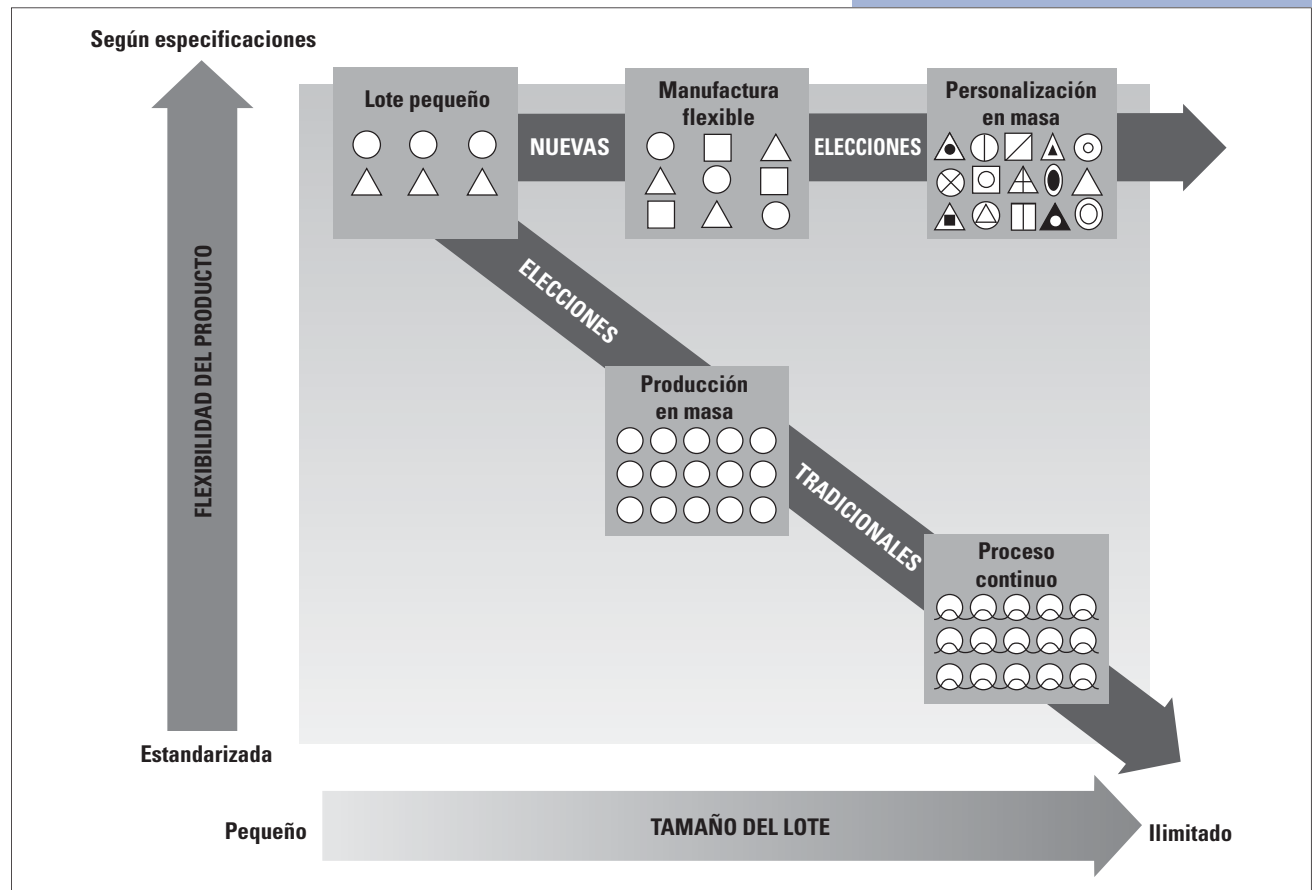 Según especificaciones
Lote pequeño
Manufactura
flexible
Personalización
en masa
NUEVAS
ELECCIONES
ELECCIONES
TRADICIONALES
Producción
en masa
Proceso
continuo
FLEXIBILIDAD DEL PRODUCTO
Estandarizada
Pequeño
TAMAÑO DEL LOTE
Ilimitado